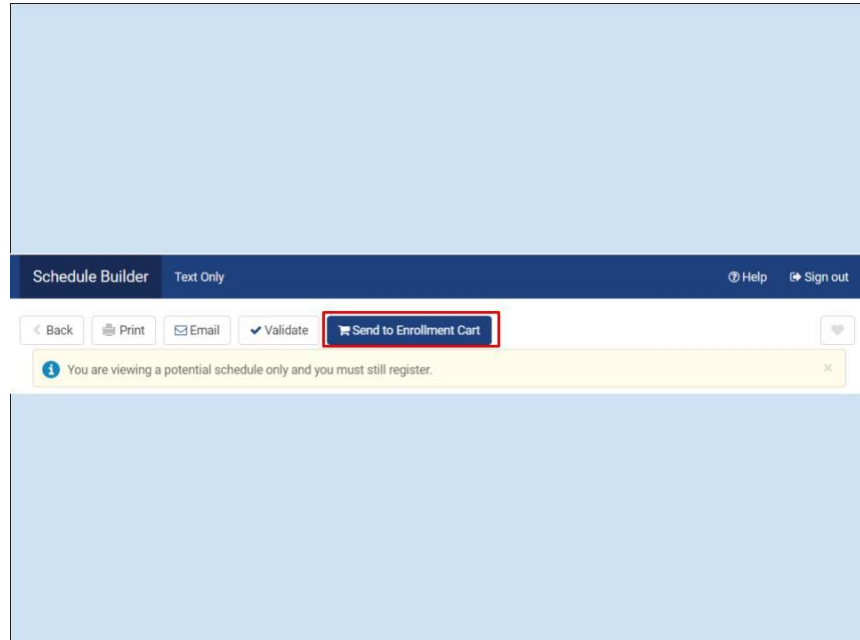 Schedule Builder Text Only Help Sign out
Back Print Email Validate Send to Enrollment Cart
You are viewing a potential schedule only and you must still register.